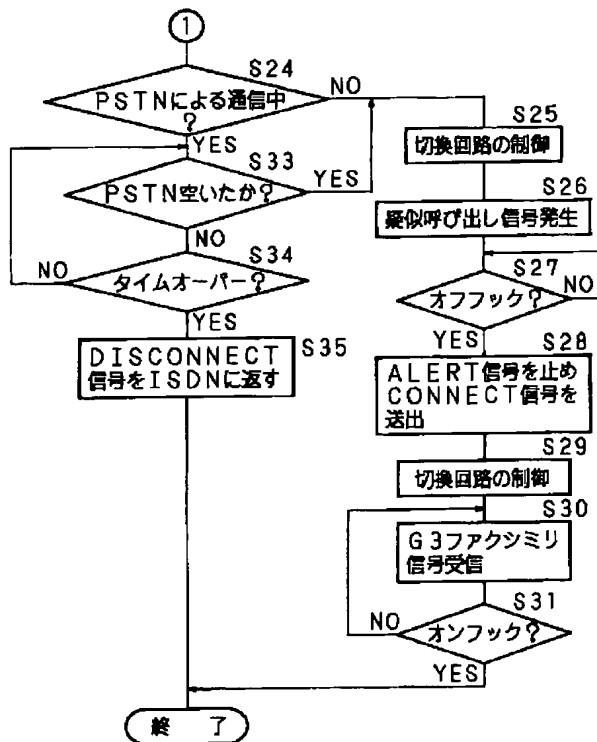 1
S24
PSTNによる通信中
?
NO
YES
S33
PSTN空いたか?
YES
NO
S34
タイムオーバー?
NO
YES
S35
DISCONNECT
信号をISDNに返す
S25
切換回路の制御
S26
疑似呼び出し信号発生
S27
オフフック?
NO
YES
S28
ALERT信号を止め
CONNECT信号を
送出
S29
切換回路の制御
S30
G3ファクシミリ
信号受信
S31
オンフック?
NO
YES
終 了